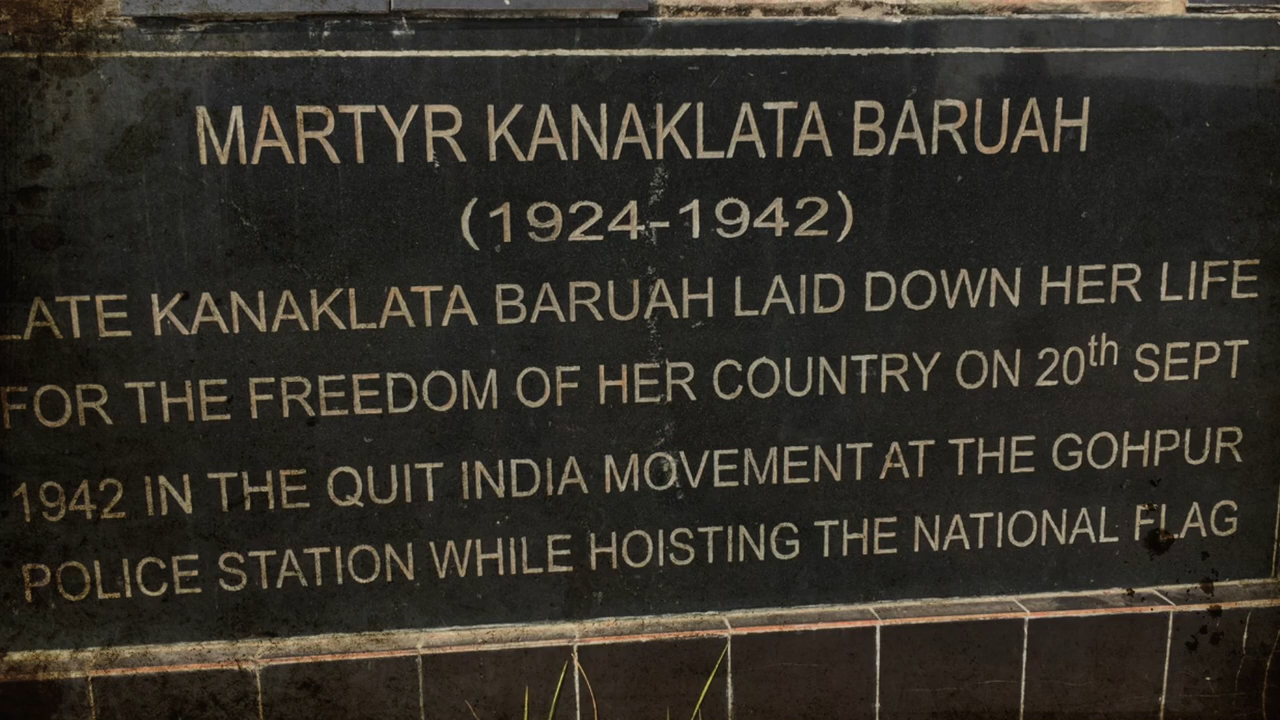 MARTYR KANAKLATA BARUAH
(1924-1942)
LATE KANAKLATA BARUAH LAID DOWN HER LIFE
FOR THE FREEDOM OF HER COUNTRY ON 20th SEPT
1942 IN THE QUIT INDIA MOVEMENT AT THE GOHPUR
POLICE STATION WHILE HOISTING THE NATIONAL FLAG